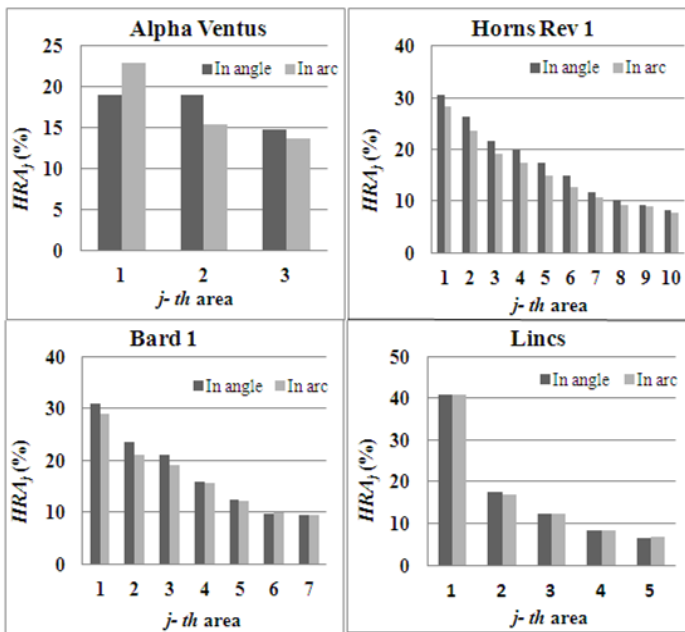 Alpha Ventus
25
20
15
10
5
0
HRAj (%)
In angle
In arc
1 2 3
j- th area
Horns Rev 1
40
30
20
10
0
HRAj (%)
In angle
In arc
1 2 3 4 5 6 7 8 9 10
j- th area
Bard 1
40
30
20
10
0
HRAj (%)
In angle
In arc
1 2 3 4 5 6 7
j- th area
Lincs
50
40
30
20
10
0
HRAj (%)
In angle
In arc
1 2 3 4 5
j- th area